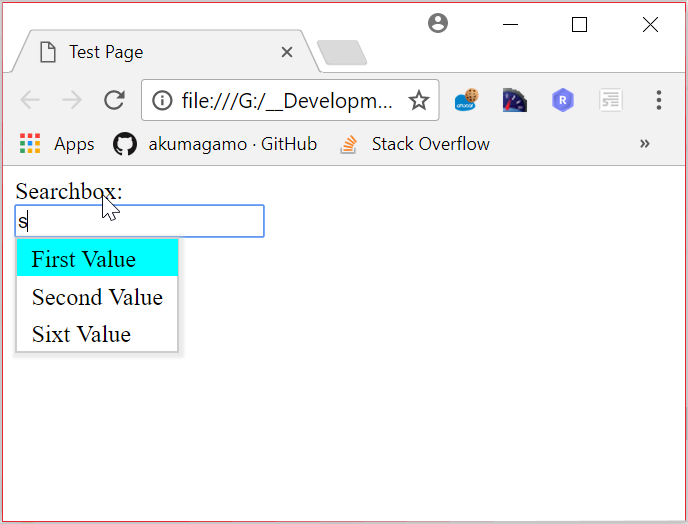 Test Page
file:///G:/__Developm...
R
Apps akumagamo · GitHub Stack Overflow »
Searchbox:
s
First Value
Second Value
Sixt Value